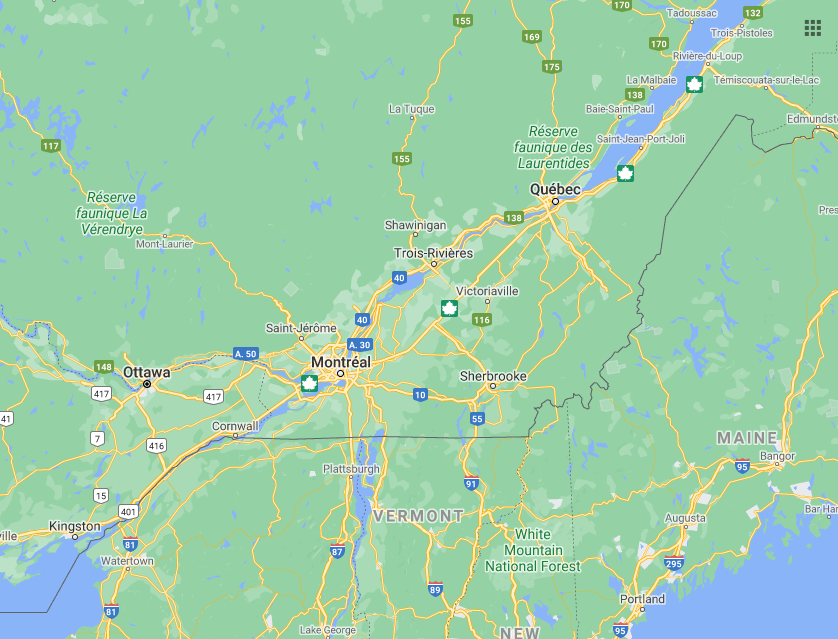 170
Tadoussac
132
155
Trois-Pistoles
169
170
Rivière-du-Loup
175
La Malbaie
Témiscouata-sur-le-Lac
138
La Tuque
Baie-Saint-Paul
Réserve
faunique des
Laurentides
Saint-Jean-Port-Joli
117
155
Québec
Réserve
faunique La
Vérendrye
138
Shawinigan
Mont-Laurier
Trois-Rivières
40
Victoriaville
40
116
Saint-Jérôme
A. 30
A. 50
Montréal
148
Ottawa
Sherbrooke
417
417
10
41
55
Cornwall
7
416
MAINE
Bangor
95
Plattsburgh
91
15
401
VERMONT
Augusta
Kingston
White
Mountain
National Forest
81
87
Watertown
295
89
Portland
81
Lake George
NEW
95